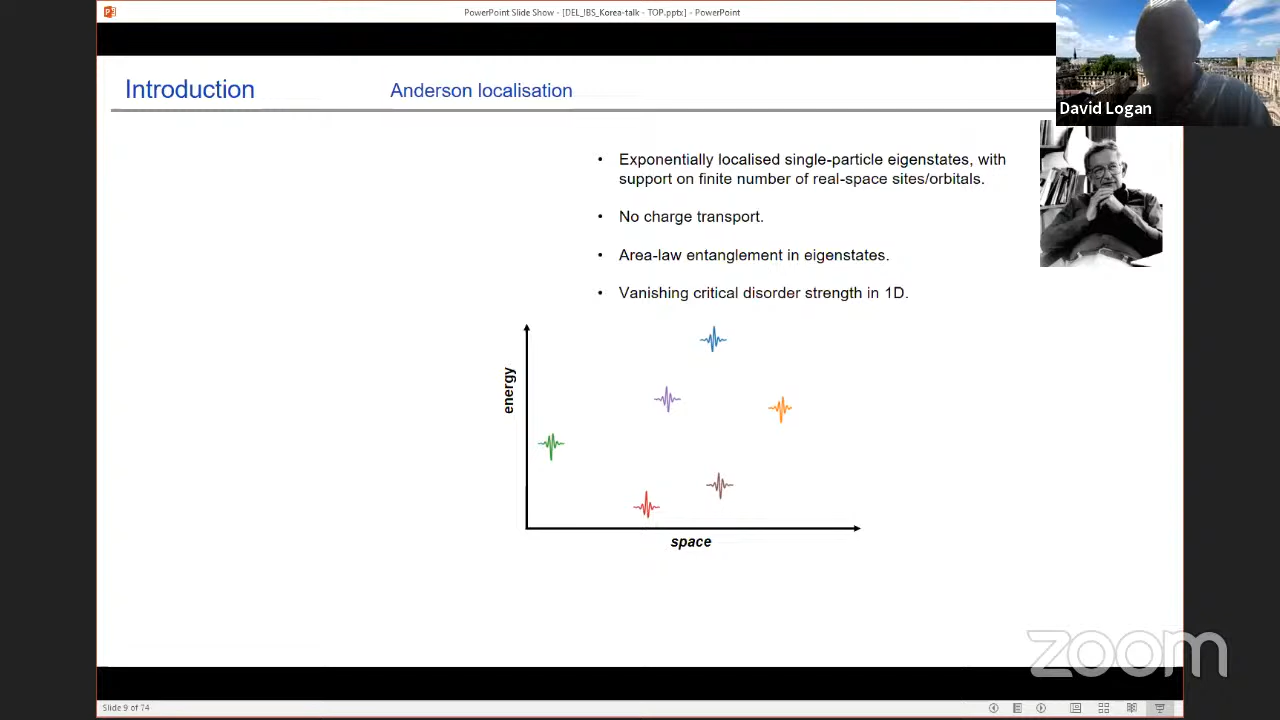 PowerPoint Slide Show - [DEL_IBS_Korea-talk - TOP.pptx] - PowerPoint
David Logan
Introduction
Anderson localisation
• Exponentially localised single-particle eigenstates, with
support on finite number of real-space sites/orbitals.
• No charge transport.
• Area-law entanglement in eigenstates.
• Vanishing critical disorder strength in 1D.
energy
space
zoom
Slide 9 of 74